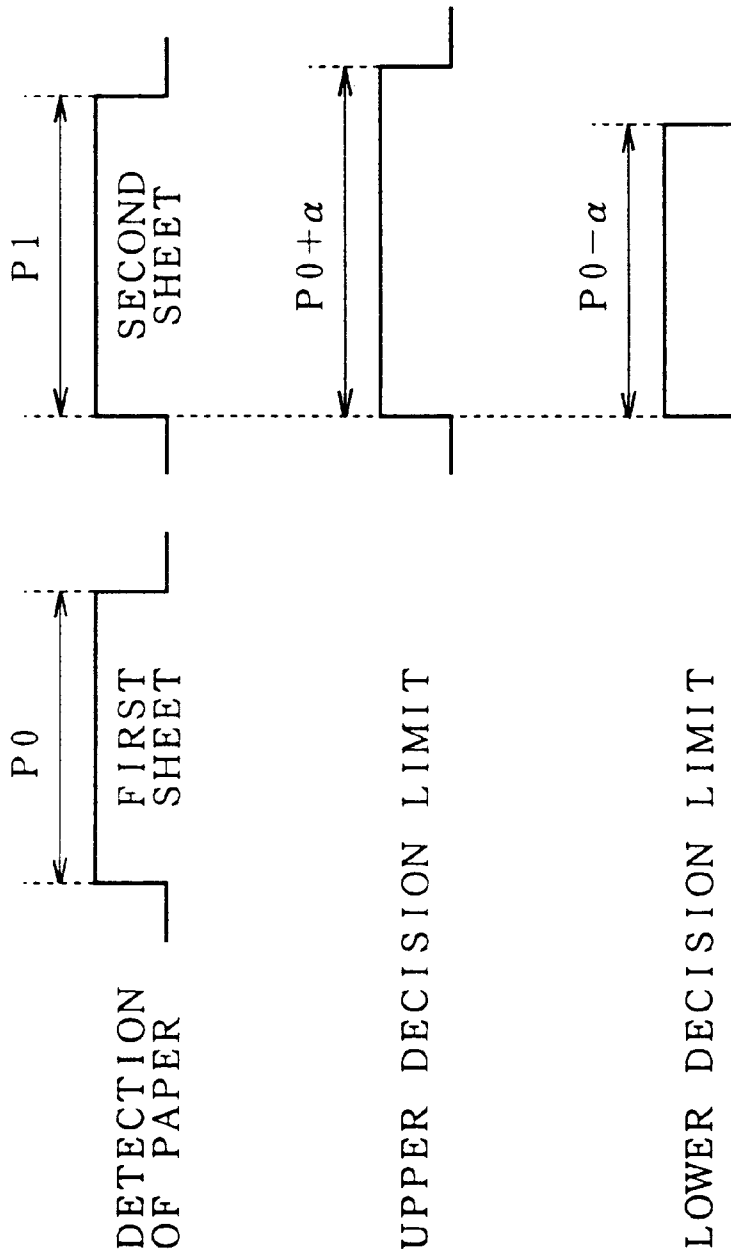 P0
P1
DETECTION
OF PAPER
FIRST
SHEET
SECOND
SHEET
P0+α
UPPER DECISION LIMIT
P0−α
LOWER DECISION LIMIT